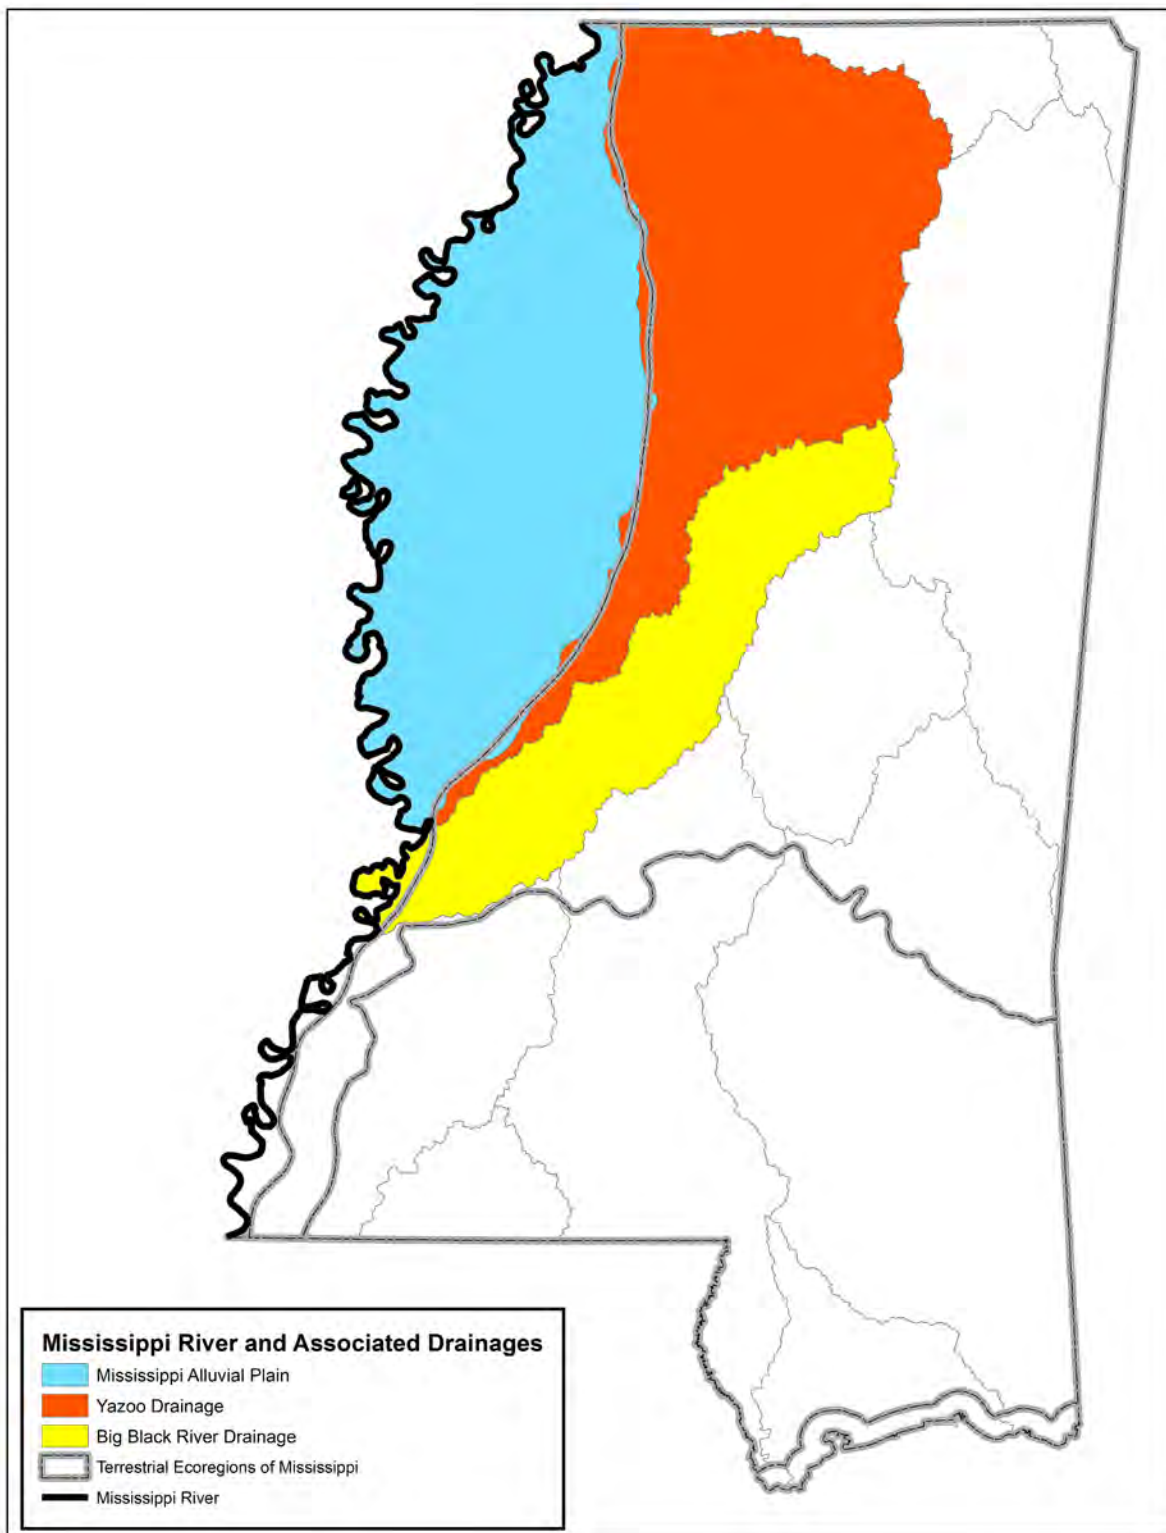 Mississippi River and Associated Drainages
Mississippi Alluvial Plain
Yazoo Drainage
Big Black River Drainage
Terrestrial Ecoregions of Mississippi
Mississippi River